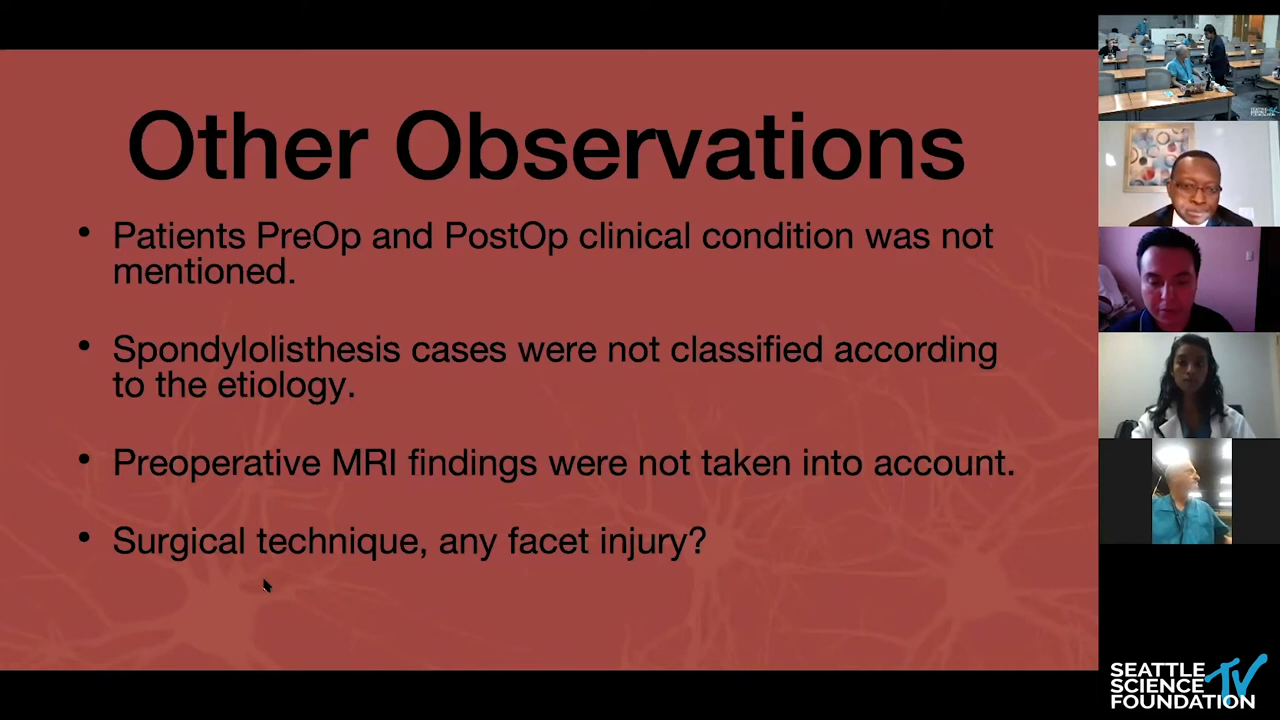 Other Observations
• Patients PreOp and PostOp clinical condition was not
mentioned.
• Spondylolisthesis cases were not classified according
to the etiology.
• Preoperative MRI findings were not taken into account.
• Surgical technique, any facet injury?
SEATTLE
SCIENCE
FOUNDATION
TV